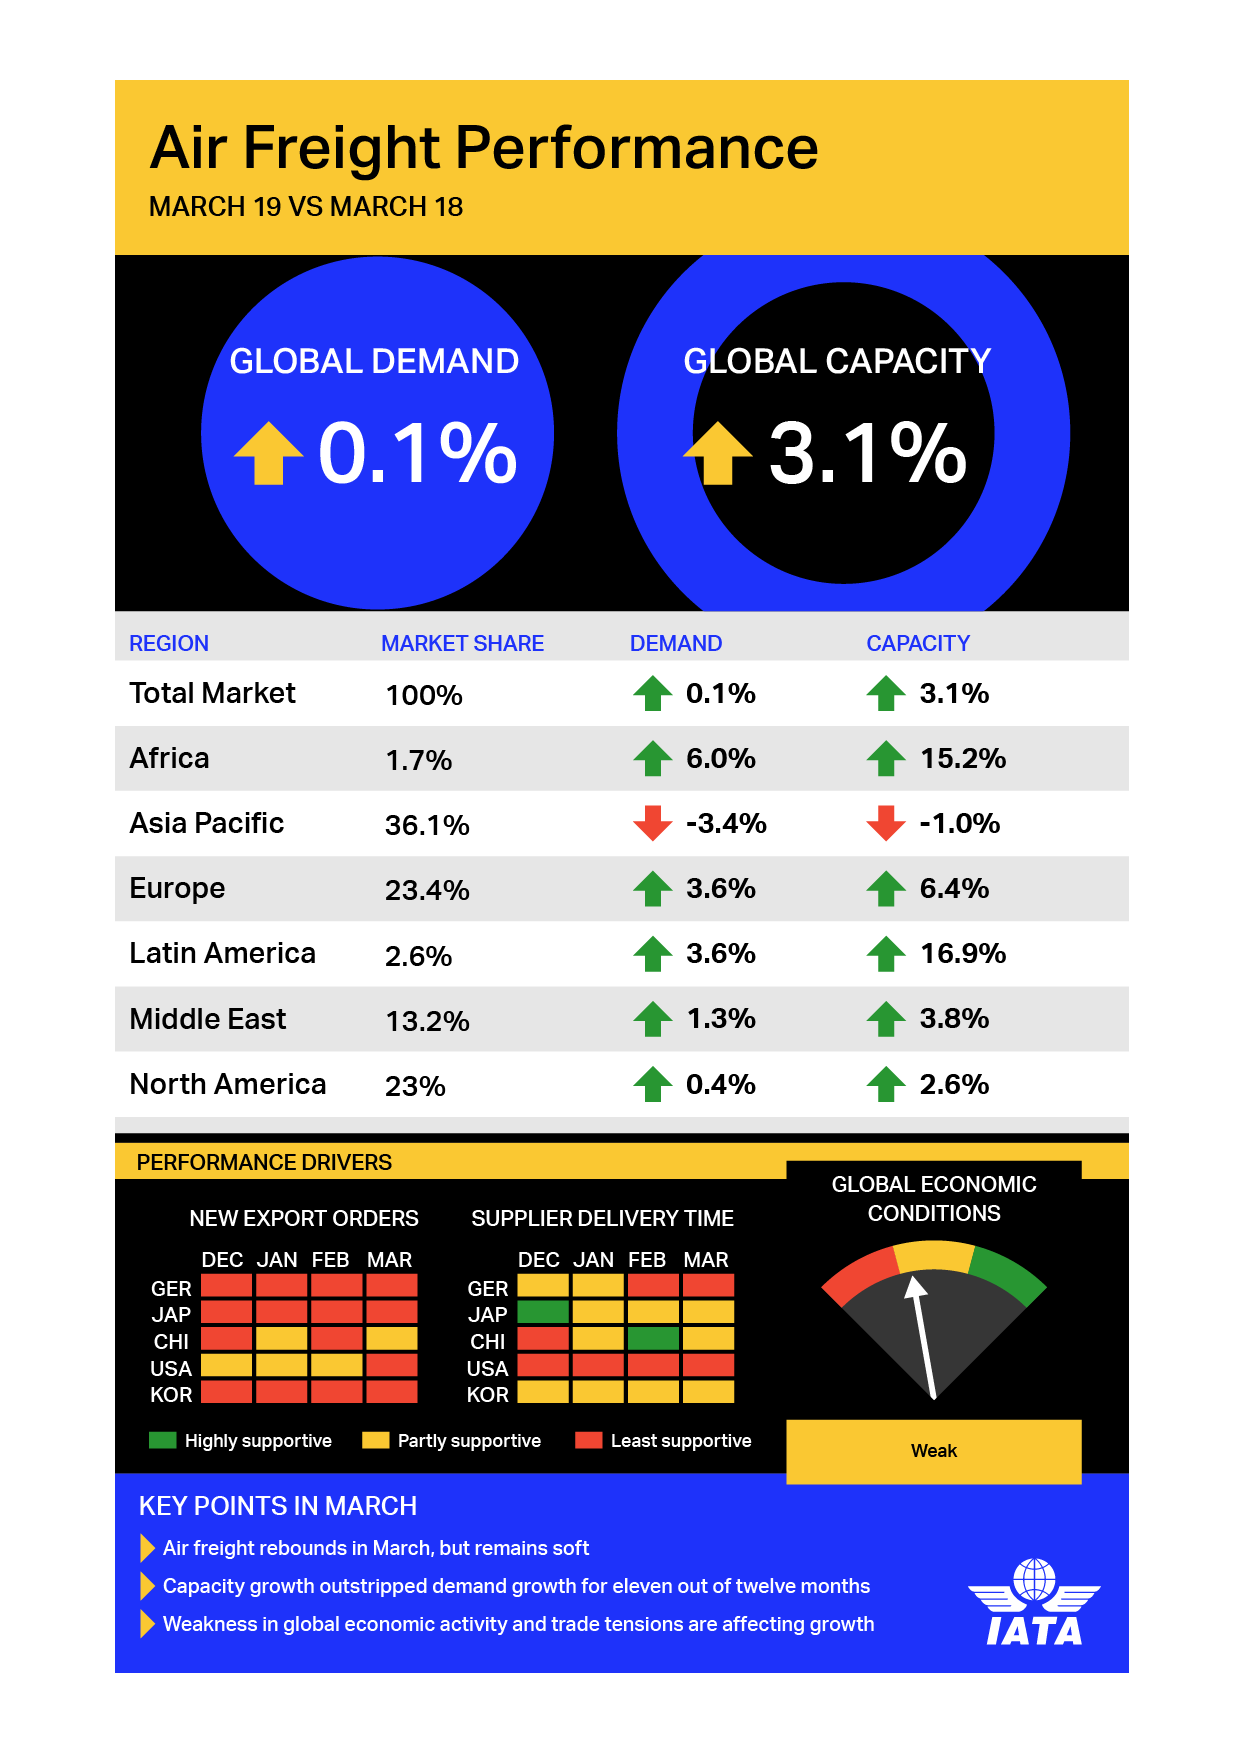 Air Freight Performance
MARCH 19 VS MARCH 18
GLOBAL DEMAND
0.1%
GLOBAL CAPACITY
3.1%
REGION MARKET SHARE DEMAND CAPACITY
Total Market 100% 0.1% 3.1%
Africa 1.7% 6.0% 15.2%
Asia Pacific 36.1% -3.4% -1.0%
Europe 23.4% 3.6% 6.4%
Latin America 2.6% 3.6% 16.9%
Middle East 13.2% 1.3% 3.8%
North America 23% 0.4% 2.6%
PERFORMANCE DRIVERS
NEW EXPORT ORDERS
DEC JAN FEB MAR
GER
JAP
CHI
USA
KOR
SUPPLIER DELIVERY TIME
DEC JAN FEB MAR
GER
JAP
CHI
USA
KOR
Highly supportive Partly supportive Least supportive
GLOBAL ECONOMIC
CONDITIONS
Weak
KEY POINTS IN MARCH
Air freight rebounds in March, but remains soft
Capacity growth outstripped demand growth for eleven out of twelve months
Weakness in global economic activity and trade tensions are affecting growth
IATA